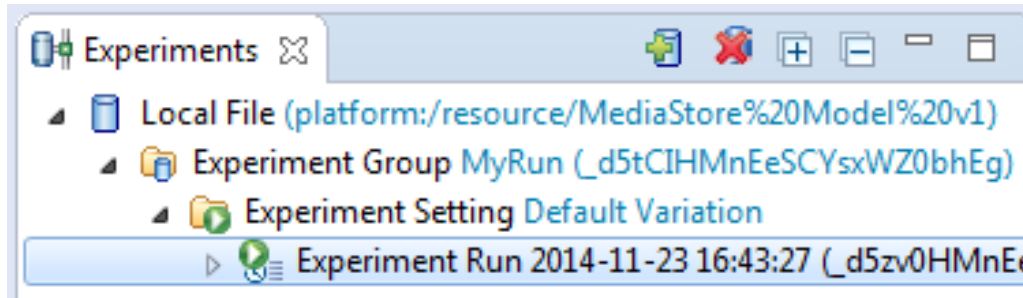 Experiments
Local File (platform:/resource/MediaStore%20Model%20v1)
Experiment Group MyRun (_d5tCIHMnEeSCYsxWZ0bhEg)
Experiment Setting Default Variation
Experiment Run 2014-11-23 16:43:27 (_d5zv0HMnEe